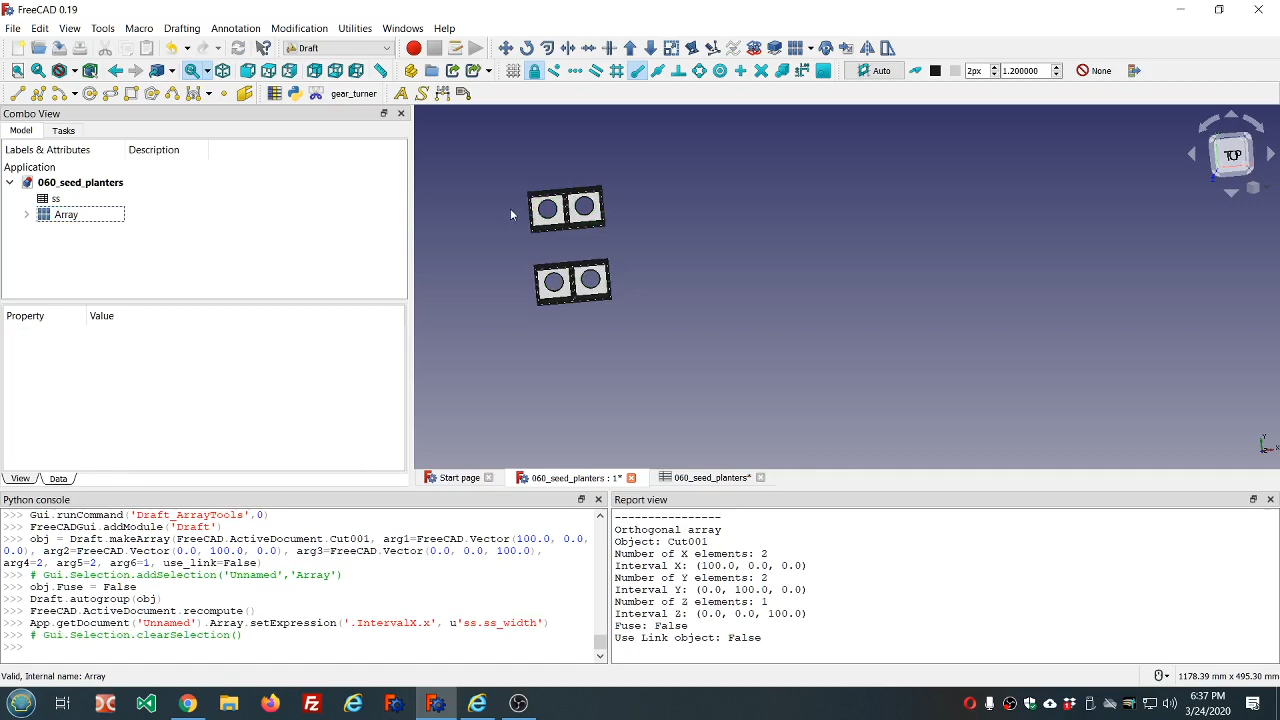 FreeCAD 0.19
File Edit View Tools Macro Drafting Annotation Modification Utilities Windows Help
Draft
Auto 2px 1.200000 None
gear_turner
Combo View
Model Tasks
Labels & Attributes Description
Application
060_seed_planters
ss
Array
TOP
Property Value
View Data
Start page 060_seed_planters : 1* 060_seed_planters*
Python console
>>> Gui.runCommand('Draft_ArrayTools',0)
>>> FreeCADGui.addModule('Draft')
>>> obj = Draft.makeArray(FreeCAD.ActiveDocument.Cut001, arg1=FreeCAD.Vector(100.0, 0.0,
0.0), arg2=FreeCAD.Vector(0.0, 100.0, 0.0), arg3=FreeCAD.Vector(0.0, 0.0, 100.0),
arg4=2, arg5=2, arg6=1, use_link=False)
>>> # Gui.Selection.addSelection('Unnamed','Array')
>>> obj.Fuse = False
>>> Draft.autogroup(obj)
>>> FreeCAD.ActiveDocument.recompute()
>>> App.getDocument('Unnamed').Array.setExpression('.IntervalX.x', u'ss.ss_width')
>>> # Gui.Selection.clearSelection()
>>>
Report view
----------------
Orthogonal array
Object: Cut001
Number of X elements: 2
Interval X: (100.0, 0.0, 0.0)
Number of Y elements: 2
Interval Y: (0.0, 100.0, 0.0)
Number of Z elements: 1
Interval Z: (0.0, 0.0, 100.0)
Fuse: False
Use Link object: False
Valid, Internal name: Array
1178.39 mm x 495.30 mm
6:37 PM
3/24/2020